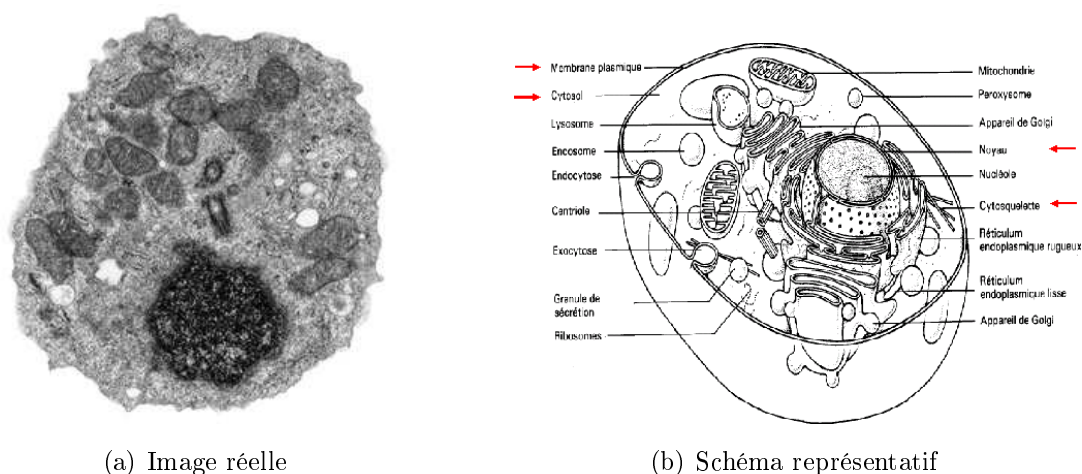 Membrane plasmique
Cytosol
Lysosome
Encosome
Endocytose
Centriole
Exocytose
Granule de
sécrétion
Ribosomes
Mitochondrie
Peroxysome
Appareil de Golgi
Noyau
Nucléole
Cytosquelette
Réticulum
endoplasmique rugueux
Réticulum
endoplasmique lisse
Appareil de Golgi
(a) Image réelle
(b) Schéma représentatif